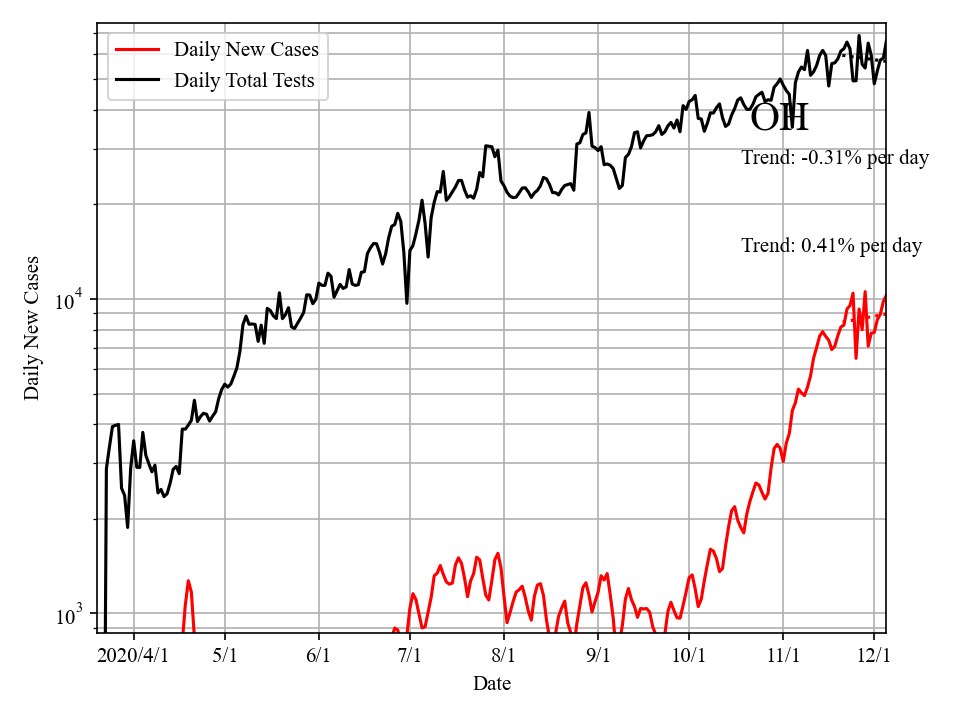 Daily New Cases
Daily Total Tests
OH
Trend: -0.31% per day
Trend: 0.41% per day
Daily New Cases
10^4
10^3
2020/4/1 5/1 6/1 7/1 8/1 9/1 10/1 11/1 12/1
Date